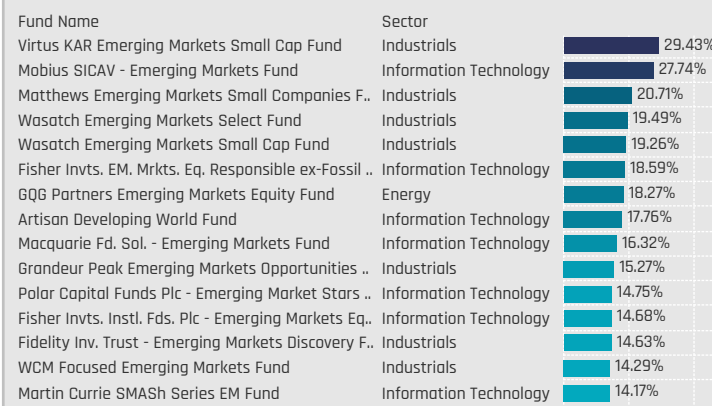 Fund Name Sector
Virtus KAR Emerging Markets Small Cap Fund Industrials 29.43%
Mobius SICAV - Emerging Markets Fund Information Technology 27.74%
Matthews Emerging Markets Small Companies F.. Industrials 20.71%
Wasatch Emerging Markets Select Fund Industrials 19.49%
Wasatch Emerging Markets Small Cap Fund Industrials 19.26%
Fisher Invts. EM. Mrkts. Eq. Responsible ex-Fossil .. Information Technology 18.59%
GQG Partners Emerging Markets Equity Fund Energy 18.27%
Artisan Developing World Fund Information Technology 17.76%
Macquarie Fd. Sol. - Emerging Markets Fund Information Technology 16.32%
Grandeur Peak Emerging Markets Opportunities .. Industrials 15.27%
Polar Capital Funds Plc - Emerging Market Stars .. Information Technology 14.75%
Fisher Invts. Instl. Fds. Plc - Emerging Markets Eq.. Information Technology 14.68%
Fidelity Inv. Trust - Emerging Markets Discovery F.. Industrials 14.63%
WCM Focused Emerging Markets Fund Industrials 14.29%
Martin Currie SMASh Series EM Fund Information Technology 14.17%